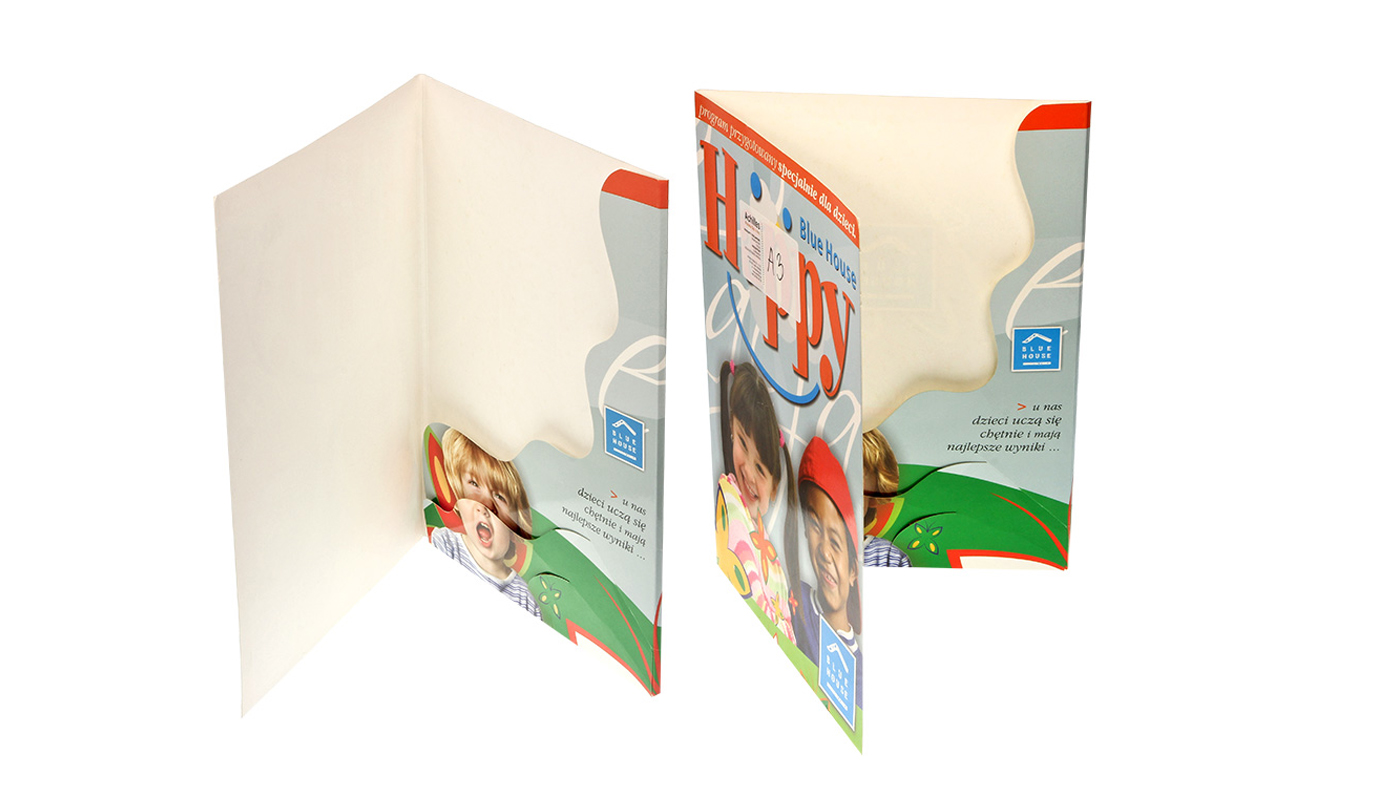 BLUE
HOUSE
> u nas
dzieci uczą się
chętnie i mają
najlepsze wyniki ...
program przygotowany specjalnie dla dzieci
Happy
Blue House
Achilles
A3
BLUE
HOUSE
BLUE
HOUSE
> u nas
dzieci uczą się
chętnie i mają
najlepsze wyniki ...